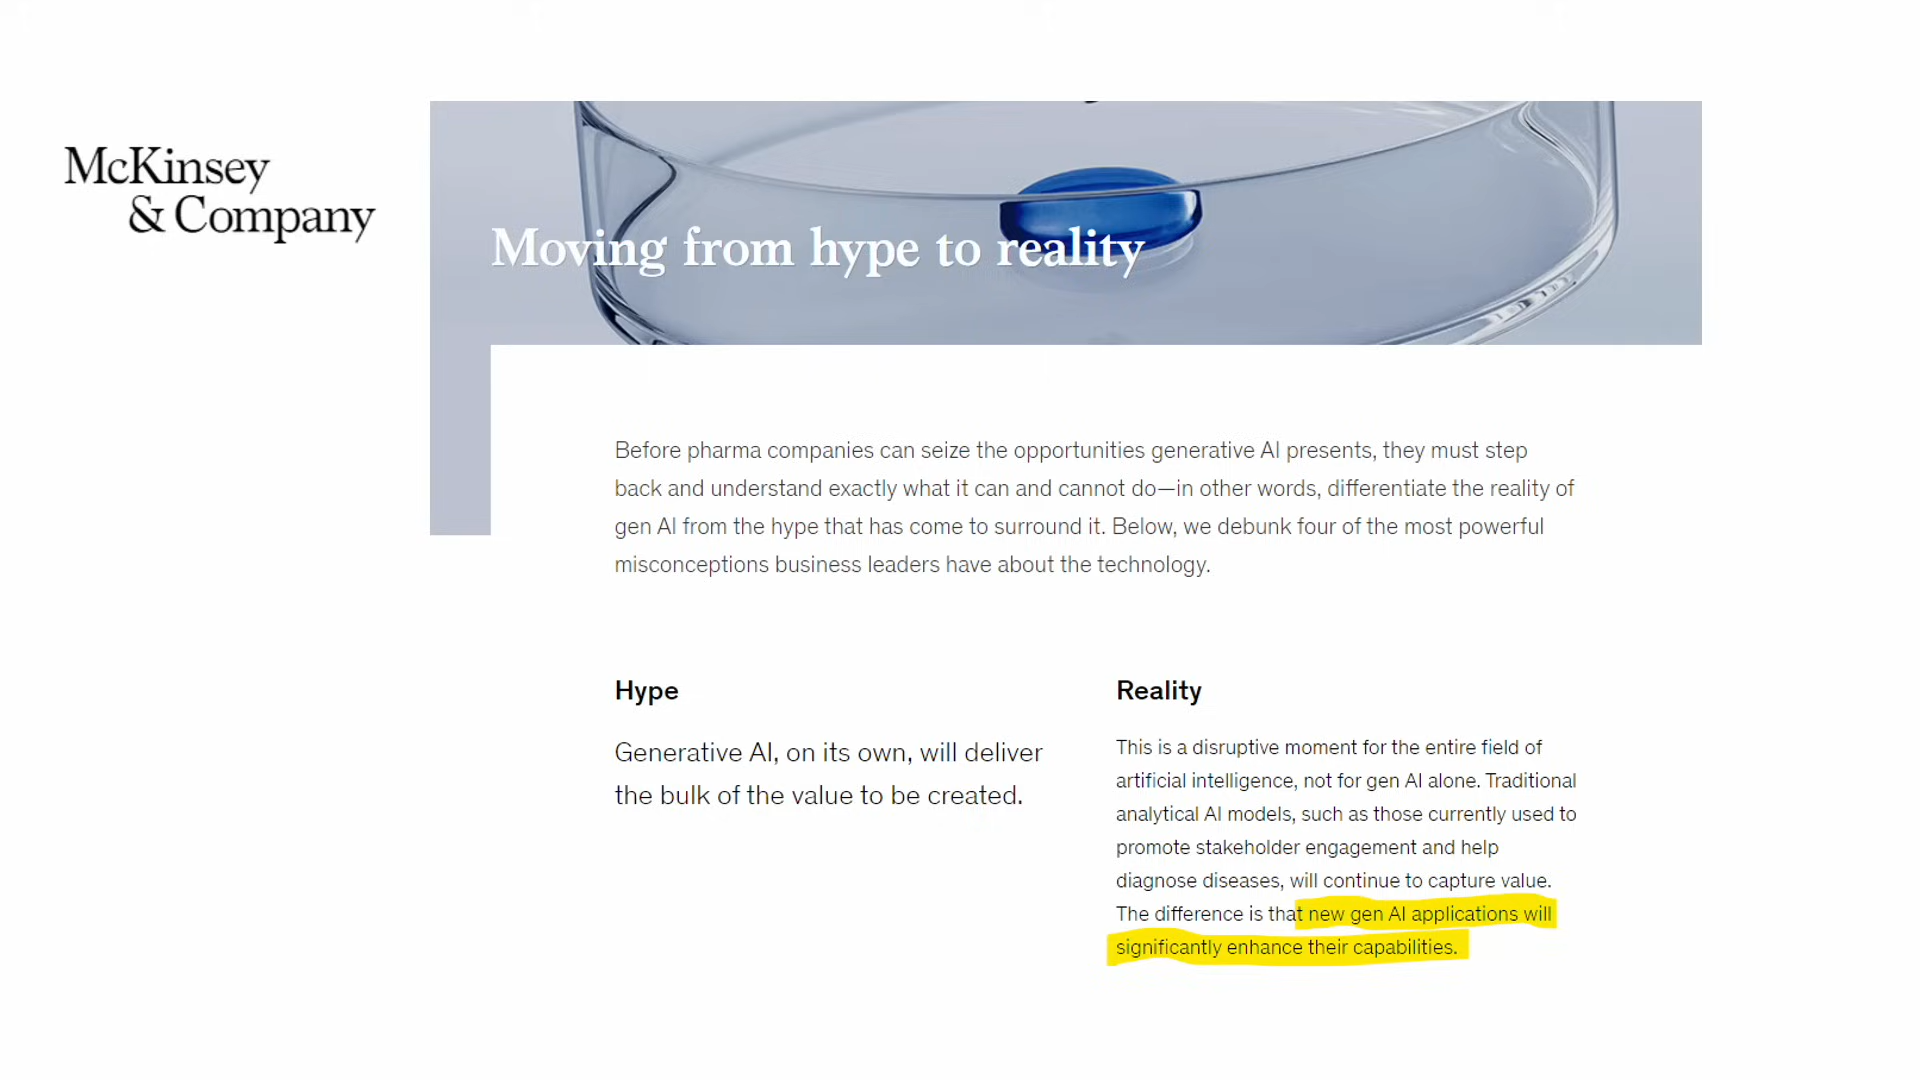 McKinsey
& Company
Moving from hype to reality
Before pharma companies can seize the opportunities generative AI presents, they must step
back and understand exactly what it can and cannot do—in other words, differentiate the reality of
gen AI from the hype that has come to surround it. Below, we debunk four of the most powerful
misconceptions business leaders have about the technology.
Hype
Generative AI, on its own, will deliver
the bulk of the value to be created.
Reality
This is a disruptive moment for the entire field of
artificial intelligence, not for gen AI alone. Traditional
analytical AI models, such as those currently used to
promote stakeholder engagement and help
diagnose diseases, will continue to capture value.
The difference is that new gen AI applications will
significantly enhance their capabilities.